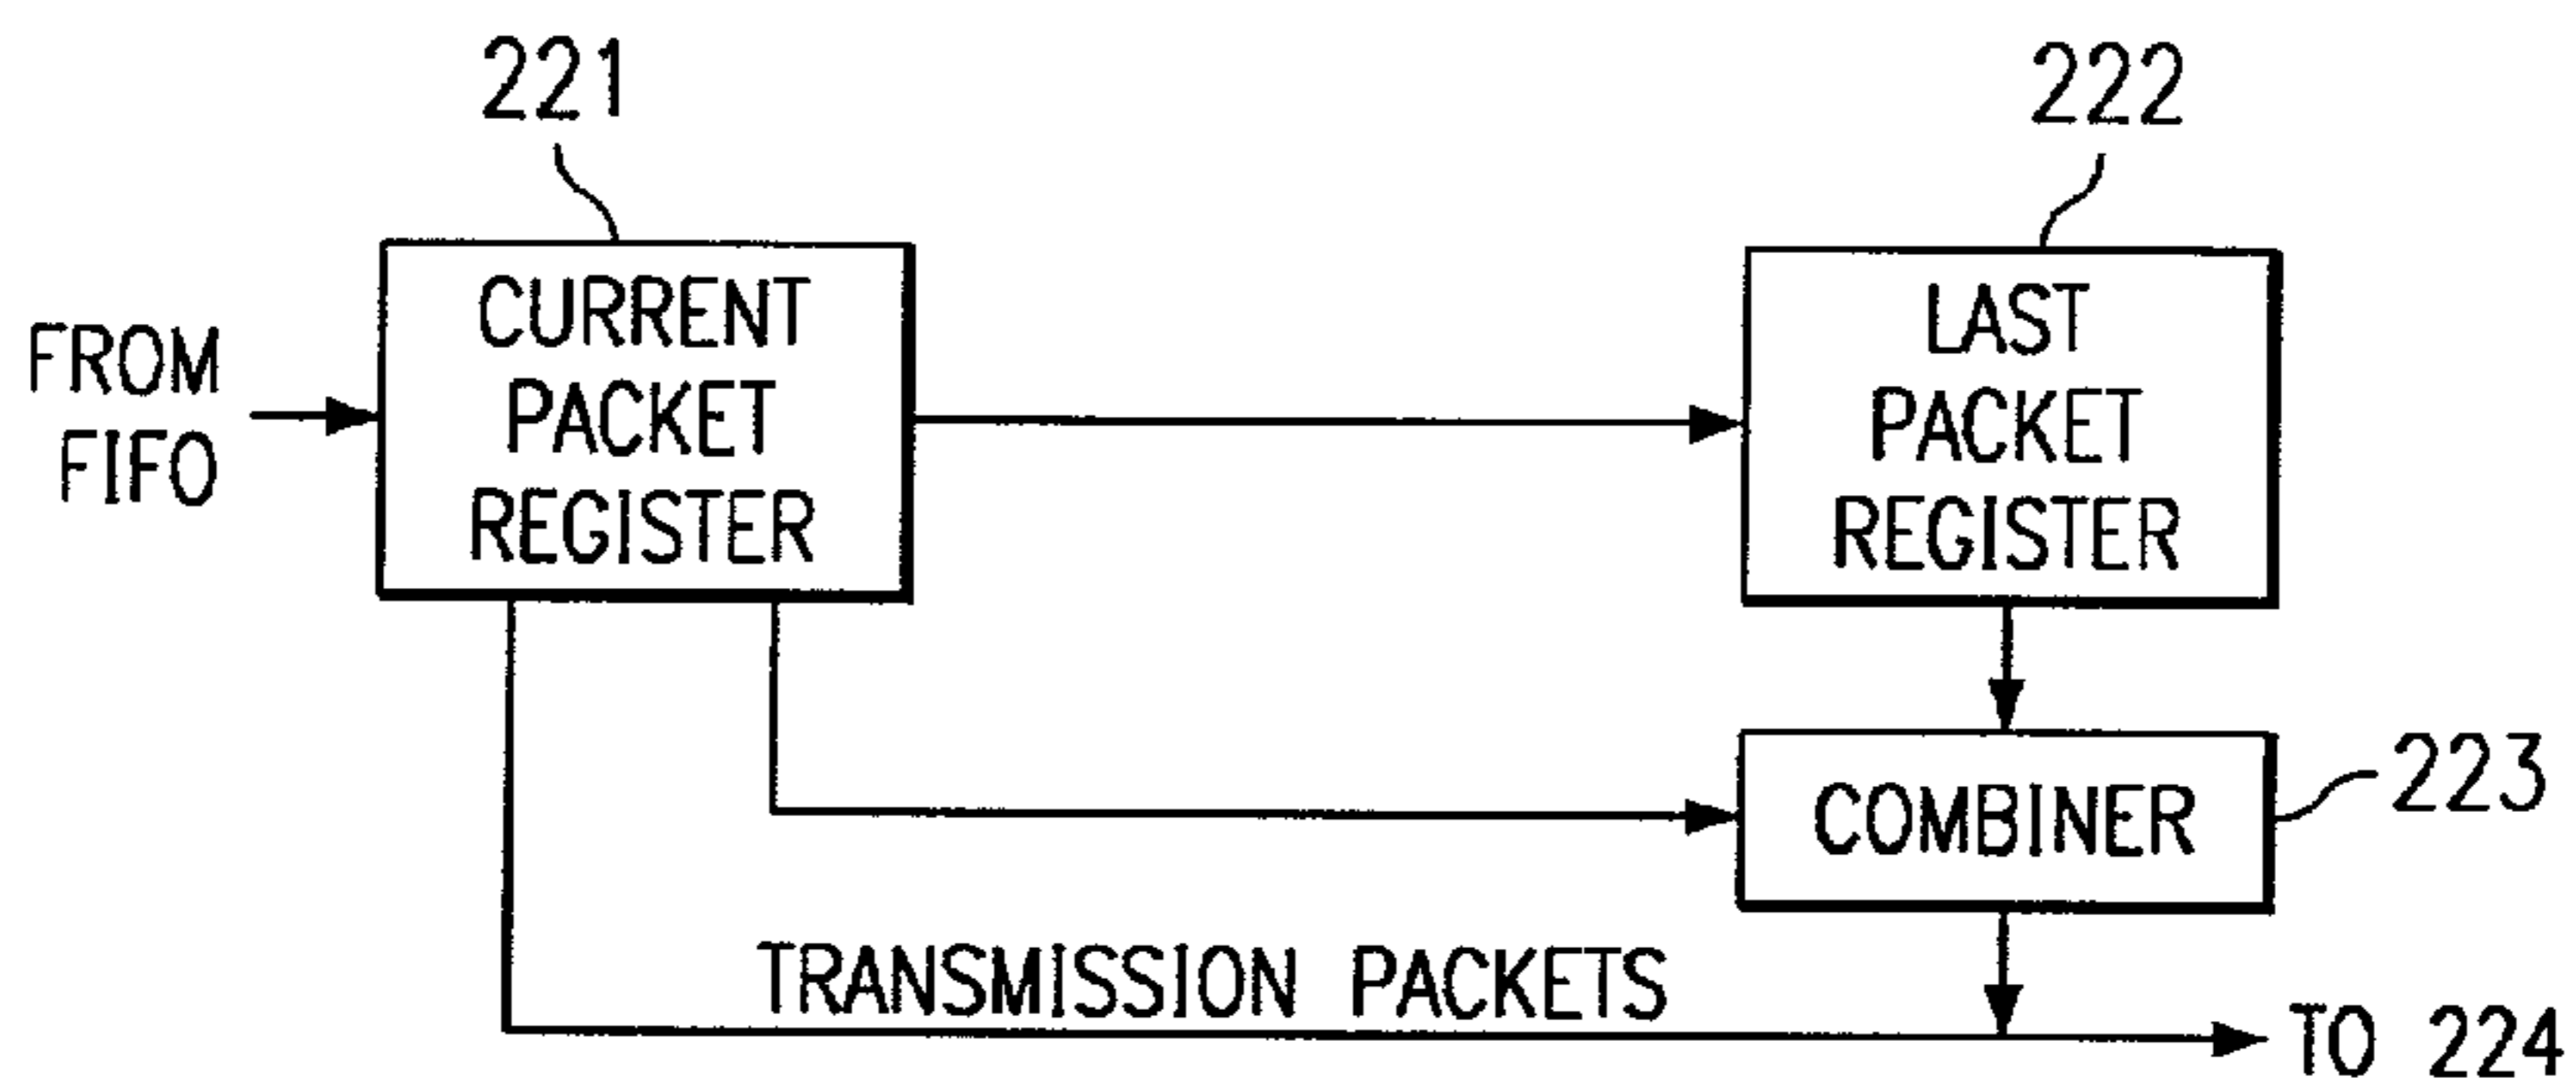 221
222
FROM
FIFO
CURRENT
PACKET
REGISTER
LAST
PACKET
REGISTER
COMBINER
223
TRANSMISSION PACKETS
TO 224